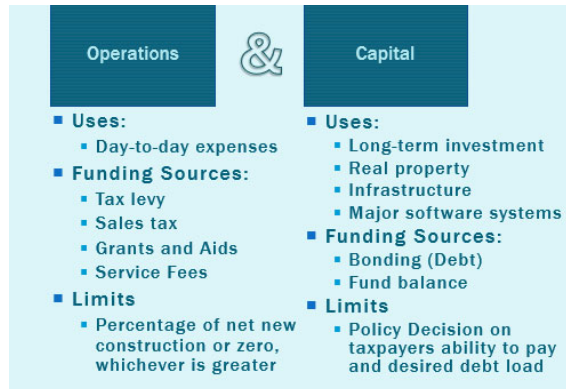 Operations
&
Capital
Uses:
Day-to-day expenses
Funding Sources:
Tax levy
Sales tax
Grants and Aids
Service Fees
Limits
Percentage of net new
construction or zero,
whichever is greater
Uses:
Long-term investment
Real property
Infrastructure
Major software systems
Funding Sources:
Bonding (Debt)
Fund balance
Limits
Policy Decision on
taxpayers ability to pay
and desired debt load